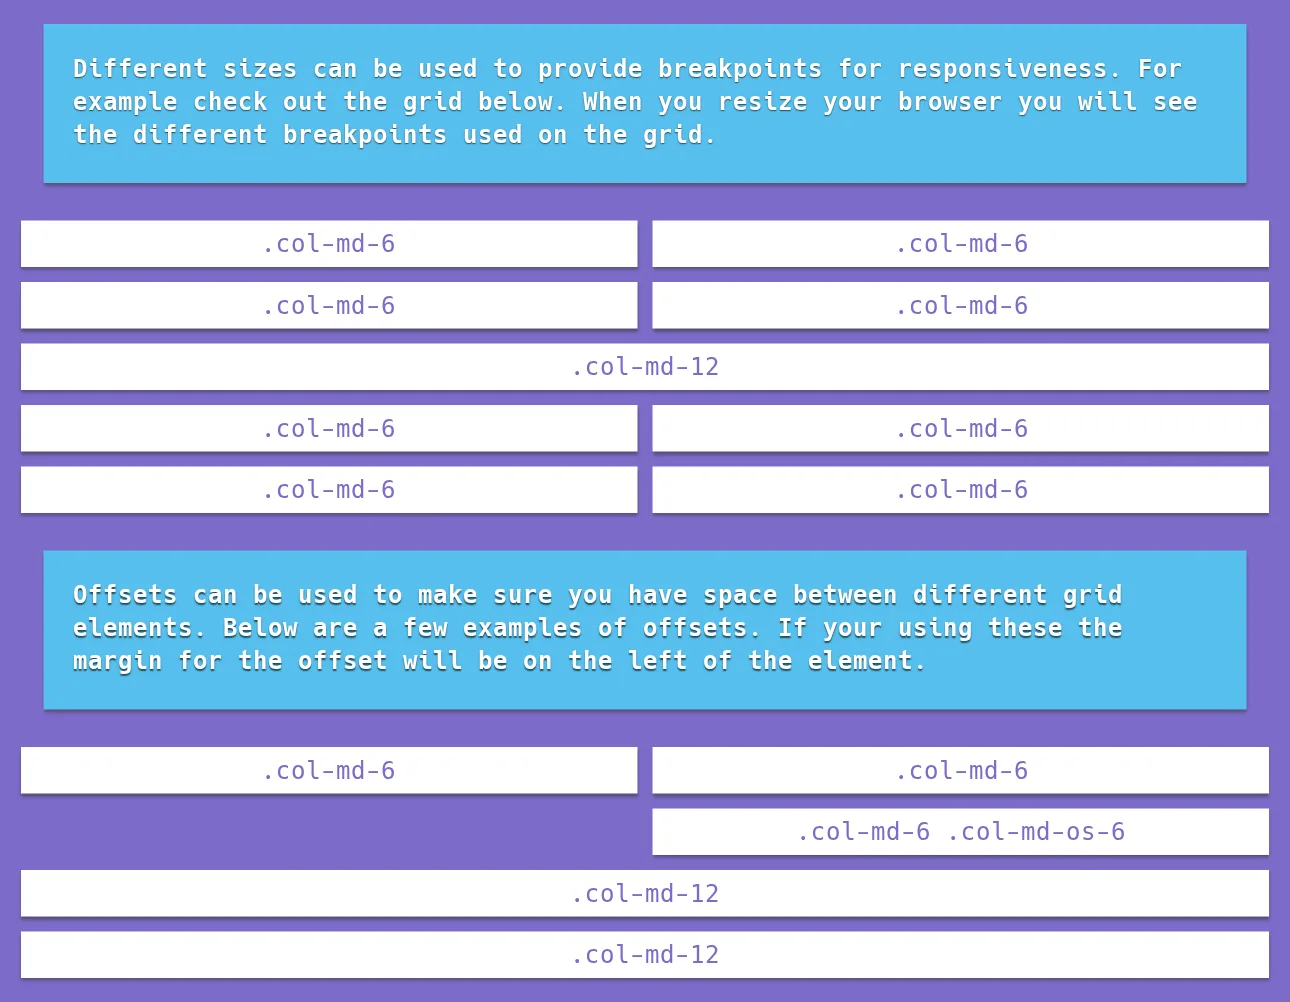 Different sizes can be used to provide breakpoints for responsiveness. For
example check out the grid below. When you resize your browser you will see
the different breakpoints used on the grid.
.col-md-6
.col-md-6
.col-md-6
.col-md-6
.col-md-12
.col-md-6
.col-md-6
.col-md-6
.col-md-6
Offsets can be used to make sure you have space between different grid
elements. Below are a few examples of offsets. If your using these the
margin for the offset will be on the left of the element.
.col-md-6
.col-md-6
.col-md-6 .col-md-os-6
.col-md-12
.col-md-12